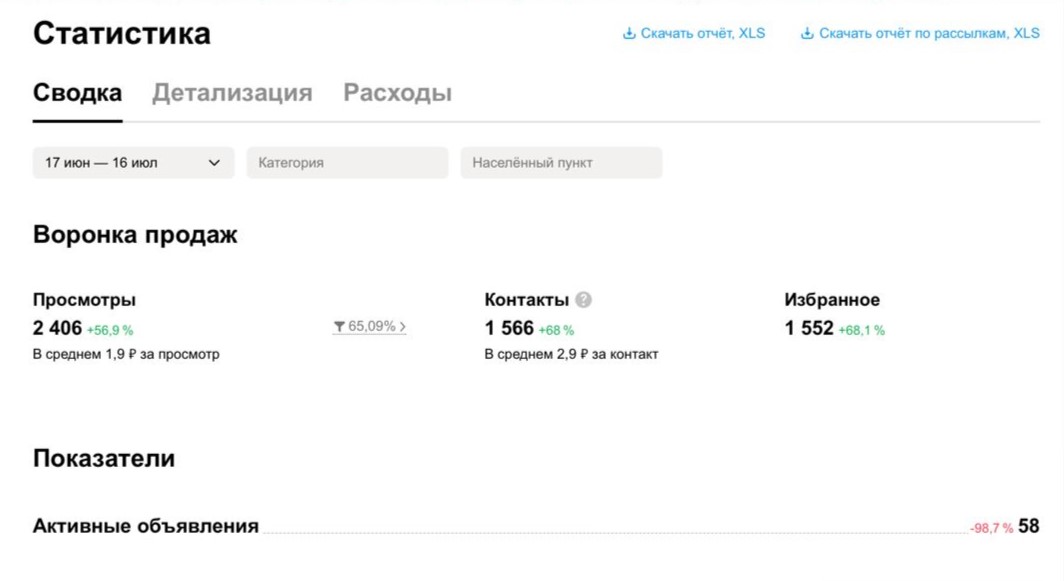 Статистика
Скачать отчёт, XLS
Скачать отчёт по рассылкам, XLS
Сводка Детализация Расходы
17 июн — 16 июл Категория Населённый пункт
Воронка продаж
Просмотры Контакты ? Избранное
2 406 +56,9 % 65,09% > 1 566 +68 % 1 552 +68,1 %
В среднем 1,9 ₽ за просмотр В среднем 2,9 ₽ за контакт
Показатели
Активные объявления -98,7 % 58